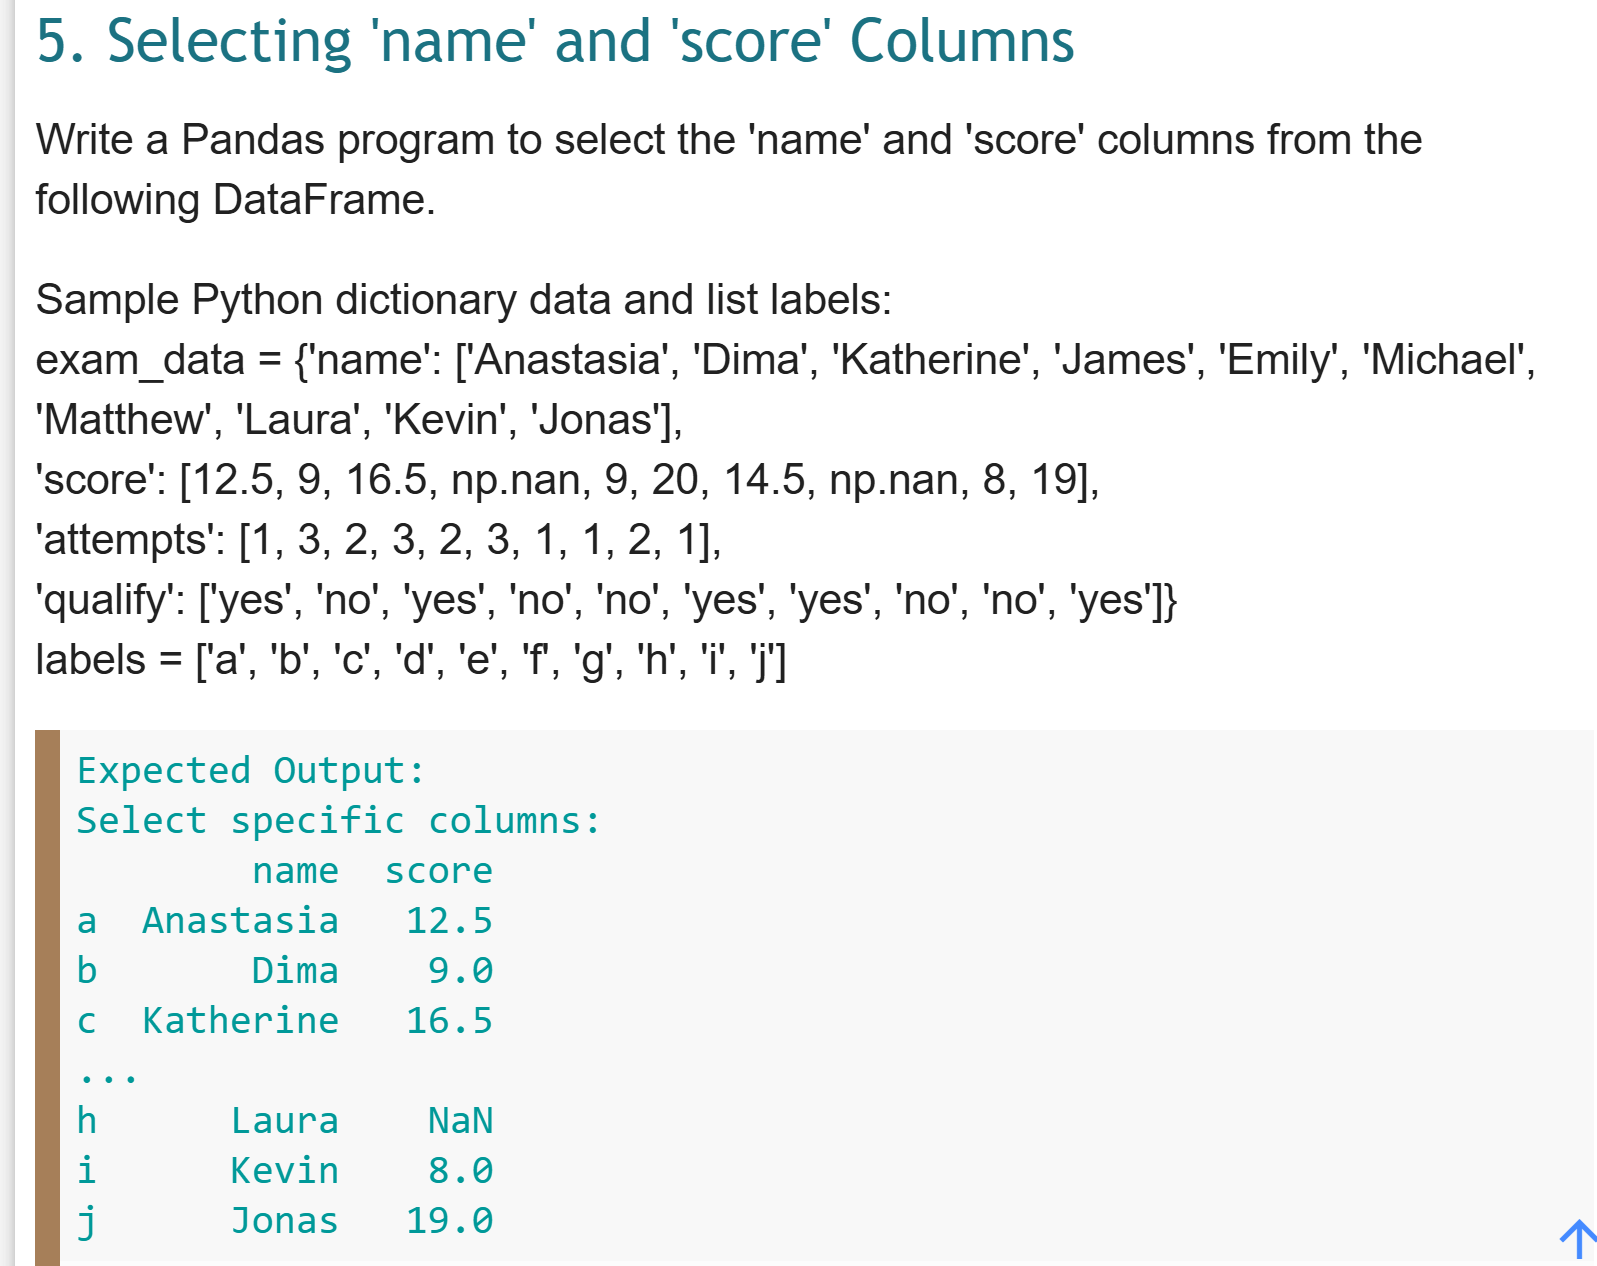 5. Selecting 'name' and 'score' Columns
Write a Pandas program to select the 'name' and 'score' columns from the
following DataFrame.
Sample Python dictionary data and list labels:
exam_data = {'name': ['Anastasia', 'Dima', 'Katherine', 'James', 'Emily', 'Michael',
'Matthew', 'Laura', 'Kevin', 'Jonas'],
'score': [12.5, 9, 16.5, np.nan, 9, 20, 14.5, np.nan, 8, 19],
'attempts': [1, 3, 2, 3, 2, 3, 1, 1, 2, 1],
'qualify': ['yes', 'no', 'yes', 'no', 'no', 'yes', 'yes', 'no', 'no', 'yes']}
labels = ['a', 'b', 'c', 'd', 'e', 'f', 'g', 'h', 'i', 'j']
Expected Output:
Select specific columns:
        name  score
a  Anastasia   12.5
b       Dima    9.0
c  Katherine   16.5
...
h      Laura    NaN
i      Kevin    8.0
j      Jonas   19.0